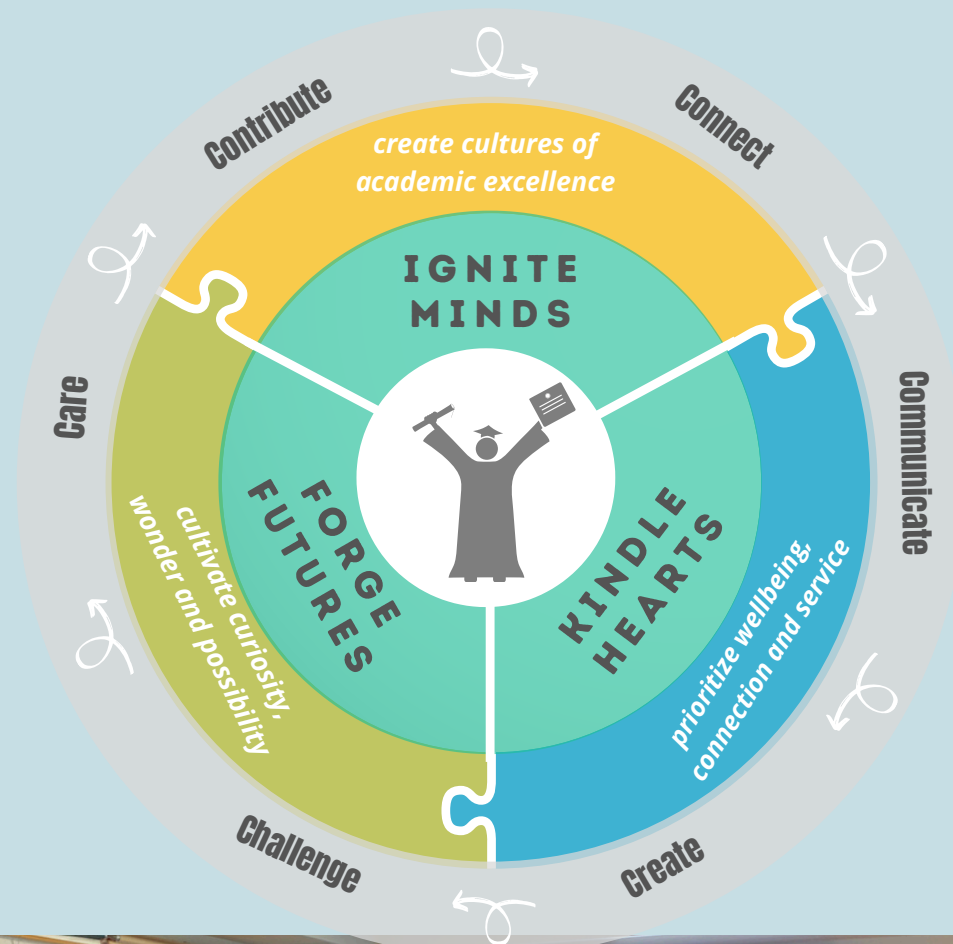 Contribute
Connect
Communicate
Create
Challenge
Care
create cultures of
academic excellence
IGNITE
MINDS
KINDLE
HEARTS
prioritize wellbeing,
connection and service
FORGE
FUTURES
cultivate curiosity,
wonder and possibility